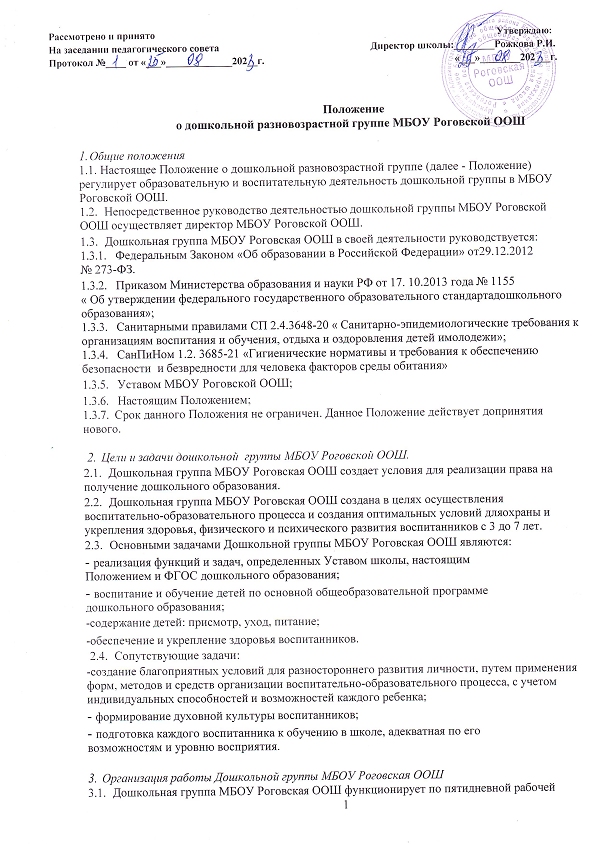 Рассмотрено и принято
На заседании педагогического совета
Протокол № 1 от « » 08 2023 г.
Утверждаю:
Директор школы: Рожкова Р.И.
« » 08 2023 г.
Роговская
ООШ
Положение
о дошкольной разновозрастной группе МБОУ Роговской ООШ
1. Общие положения
1.1. Настоящее Положение о дошкольной разновозрастной группе (далее - Положение)
регулирует образовательную и воспитательную деятельность дошкольной группы в МБОУ
Роговской ООШ.
1.2. Непосредственное руководство деятельностью дошкольной группы МБОУ Роговской
ООШ осуществляет директор МБОУ Роговской ООШ.
1.3. Дошкольная группа МБОУ Роговская ООШ в своей деятельности руководствуется:
1.3.1. Федеральным Законом «Об образовании в Российской Федерации» от29.12.2012
№ 273-ФЗ.
1.3.2. Приказом Министерства образования и науки РФ от 17. 10.2013 года № 1155
« Об утверждении федерального государственного образовательного стандартадошкольного
образования»;
1.3.3. Санитарными правилами СП 2.4.3648-20 « Санитарно-эпидемиологические требования к
организациям воспитания и обучения, отдыха и оздоровления детей имолодежи»;
1.3.4. СанПиНом 1.2. 3685-21 «Гигиенические нормативы и требования к обеспечению
безопасности и безвредности для человека факторов среды обитания»
1.3.5. Уставом МБОУ Роговской ООШ;
1.3.6. Настоящим Положением;
1.3.7. Срок данного Положения не ограничен. Данное Положение действует допринятия
нового.
2. Цели и задачи дошкольной группы МБОУ Роговской ООШ.
2.1. Дошкольная группа МБОУ Роговская ООШ создает условия для реализации права на
получение дошкольного образования.
2.2. Дошкольная группа МБОУ Роговская ООШ создана в целях осуществления
воспитательно-образовательного процесса и создания оптимальных условий дляохраны и
укрепления здоровья, физического и психического развития воспитанников с 3 до 7 лет.
2.3. Основными задачами Дошкольной группы МБОУ Роговская ООШ являются:
- реализация функций и задач, определенных Уставом школы, настоящим
Положением и ФГОС дошкольного образования;
- воспитание и обучение детей по основной общеобразовательной программе
дошкольного образования;
-содержание детей: присмотр, уход, питание;
-обеспечение и укрепление здоровья воспитанников.
2.4. Сопутствующие задачи:
-создание благоприятных условий для разностороннего развития личности, путем применения
форм, методов и средств организации воспитательно-образовательного процесса, с учетом
индивидуальных способностей и возможностей каждого ребенка;
- формирование духовной культуры воспитанников;
- подготовка каждого воспитанника к обучению в школе, адекватная по его
возможностям и уровню восприятия.
3. Организация работы Дошкольной группы МБОУ Роговская ООШ
3.1. Дошкольная группа МБОУ Роговская ООШ функционирует по пятидневной рабочей
1